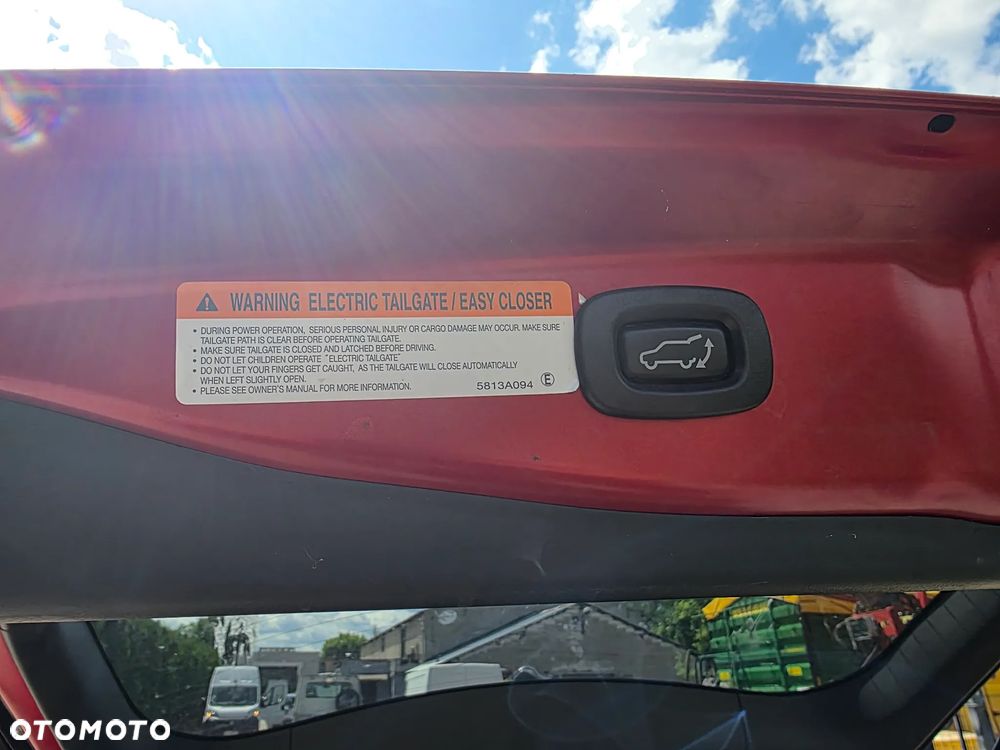 WARNING ELECTRIC TAILGATE / EASY CLOSER
• DURING POWER OPERATION, SERIOUS PERSONAL INJURY OR CARGO DAMAGE MAY OCCUR. MAKE SURE
TAILGATE PATH IS CLEAR BEFORE OPERATING TAILGATE.
• MAKE SURE TAILGATE IS CLOSED AND LATCHED BEFORE DRIVING.
• DO NOT LET CHILDREN OPERATE "ELECTRIC TAILGATE"
• DO NOT LET YOUR FINGERS GET CAUGHT, AS THE TAILGATE WILL CLOSE AUTOMATICALLY
WHEN LEFT SLIGHTLY OPEN.
• PLEASE SEE OWNER'S MANUAL FOR MORE INFORMATION.
5813A094 E
OTOMOTO